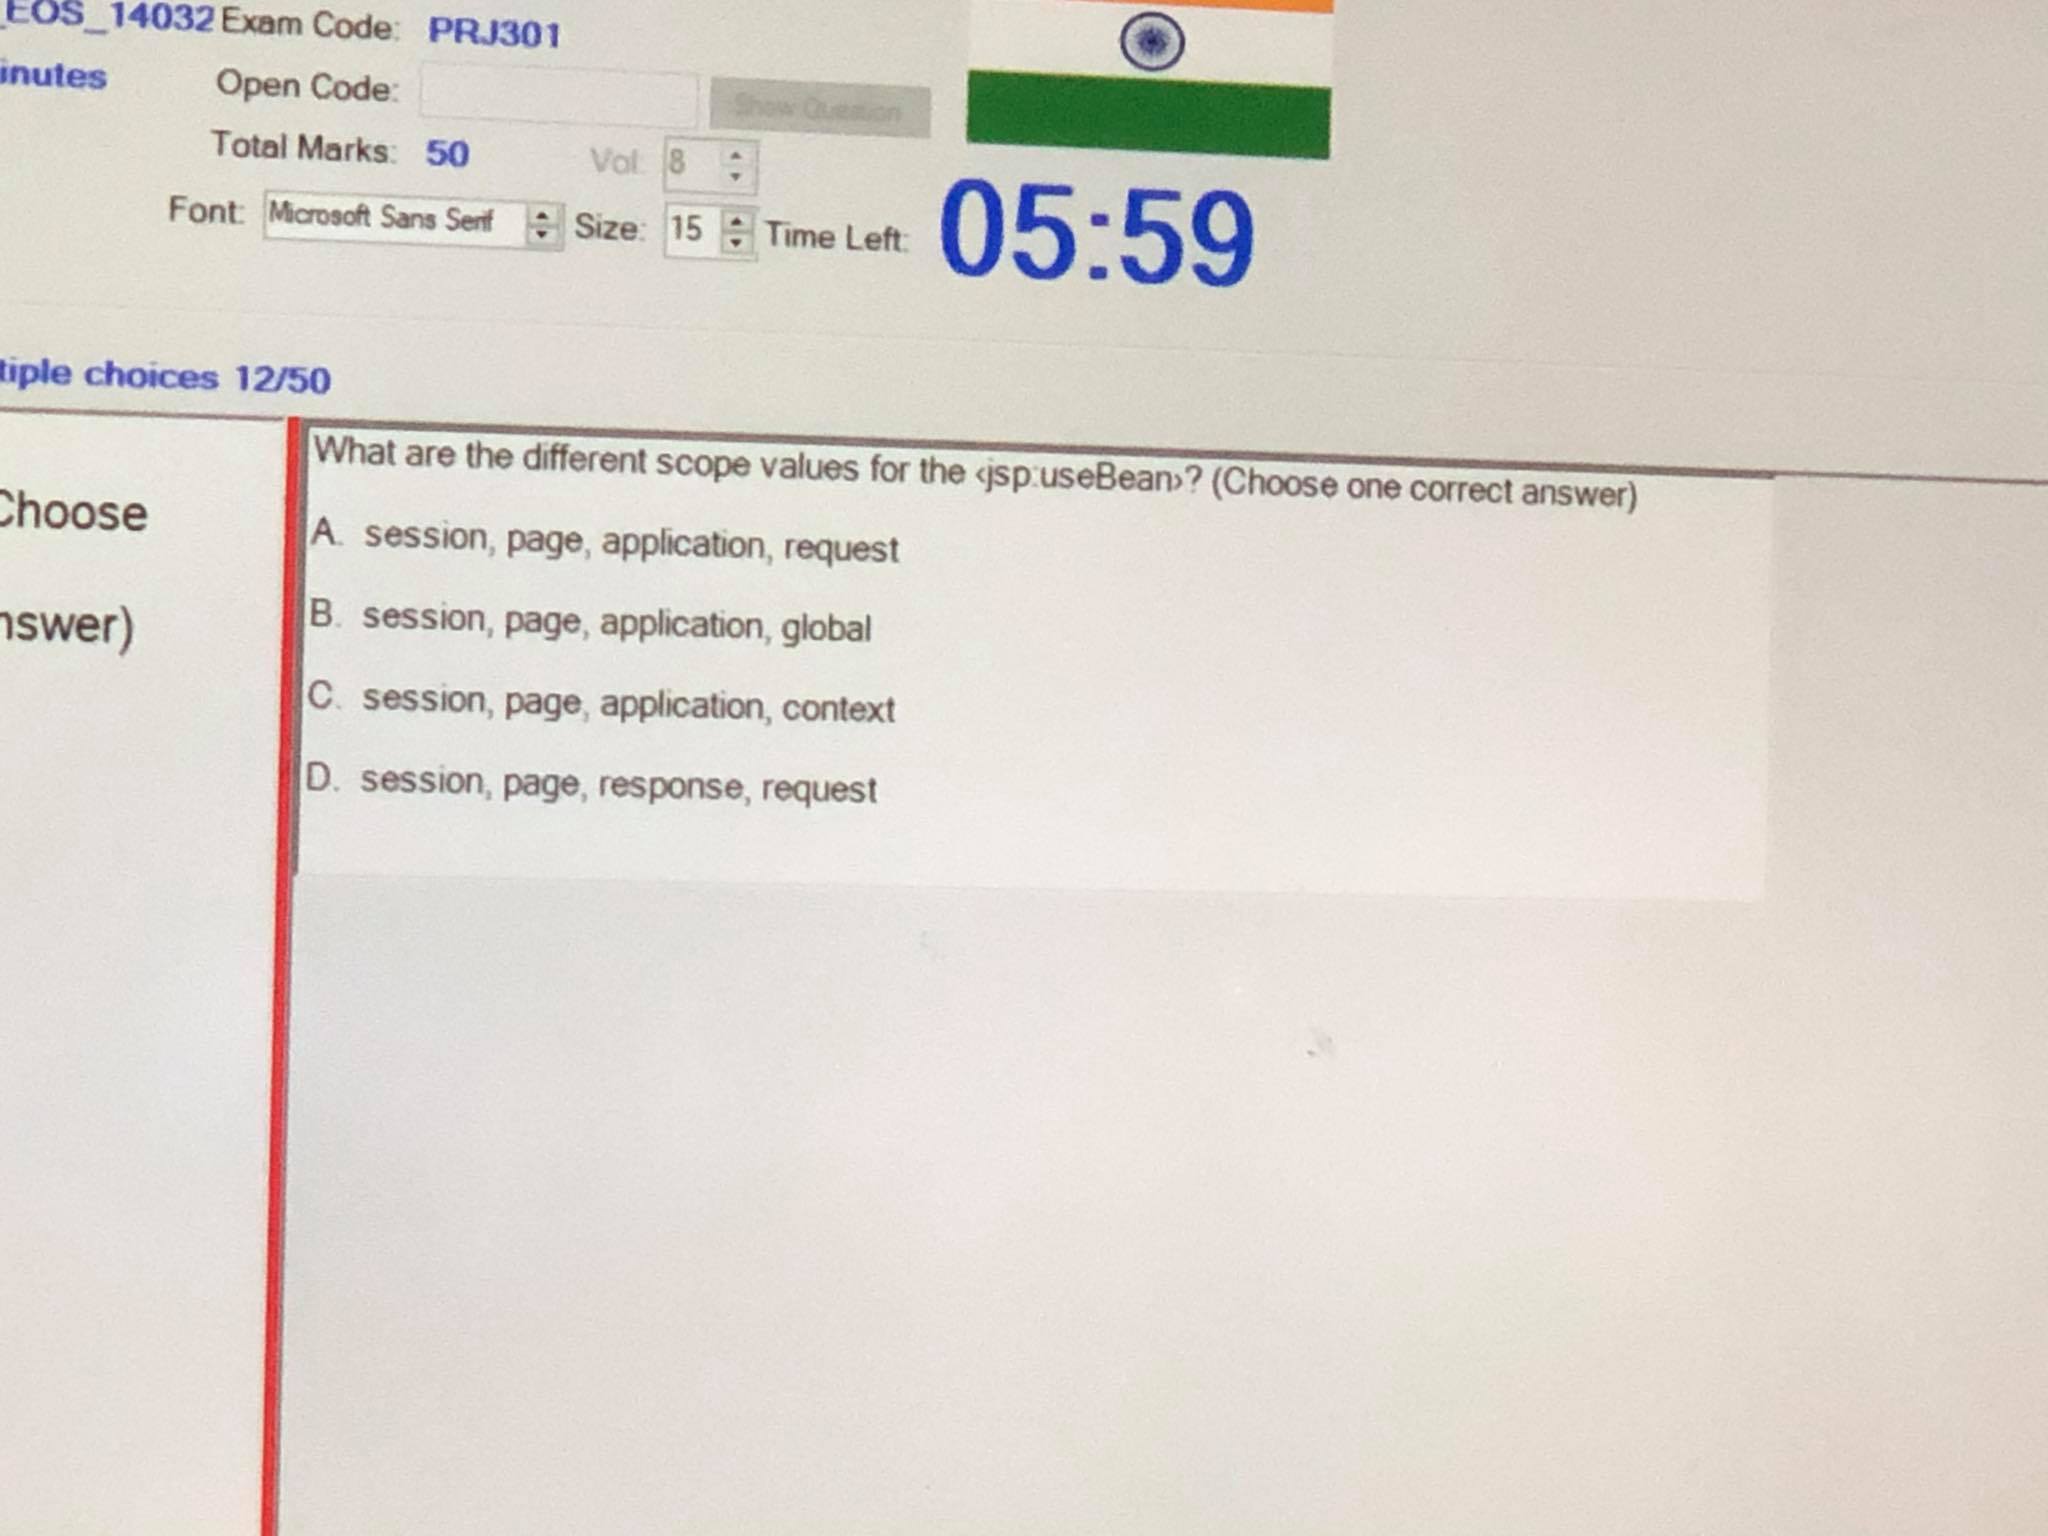 _EOS_14032 Exam Code: PRJ301
inutes Open Code: Show Question
Total Marks: 50 Vol: 8
Font: Microsoft Sans Serif Size: 15 Time Left: 05:59
tiple choices 12/50
Choose
nswer)
What are the different scope values for the <jsp:useBean>? (Choose one correct answer)
A. session, page, application, request
B. session, page, application, global
C. session, page, application, context
D. session, page, response, request